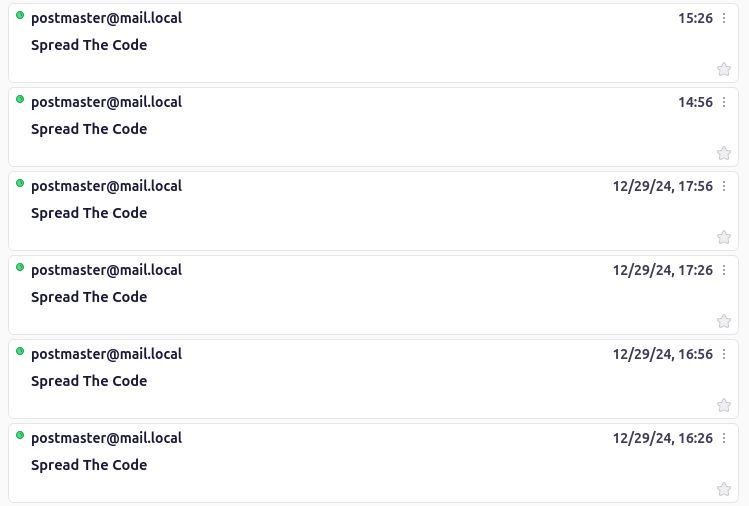 postmaster@mail.local 15:26
Spread The Code
postmaster@mail.local 14:56
Spread The Code
postmaster@mail.local 12/29/24, 17:56
Spread The Code
postmaster@mail.local 12/29/24, 17:26
Spread The Code
postmaster@mail.local 12/29/24, 16:56
Spread The Code
postmaster@mail.local 12/29/24, 16:26
Spread The Code